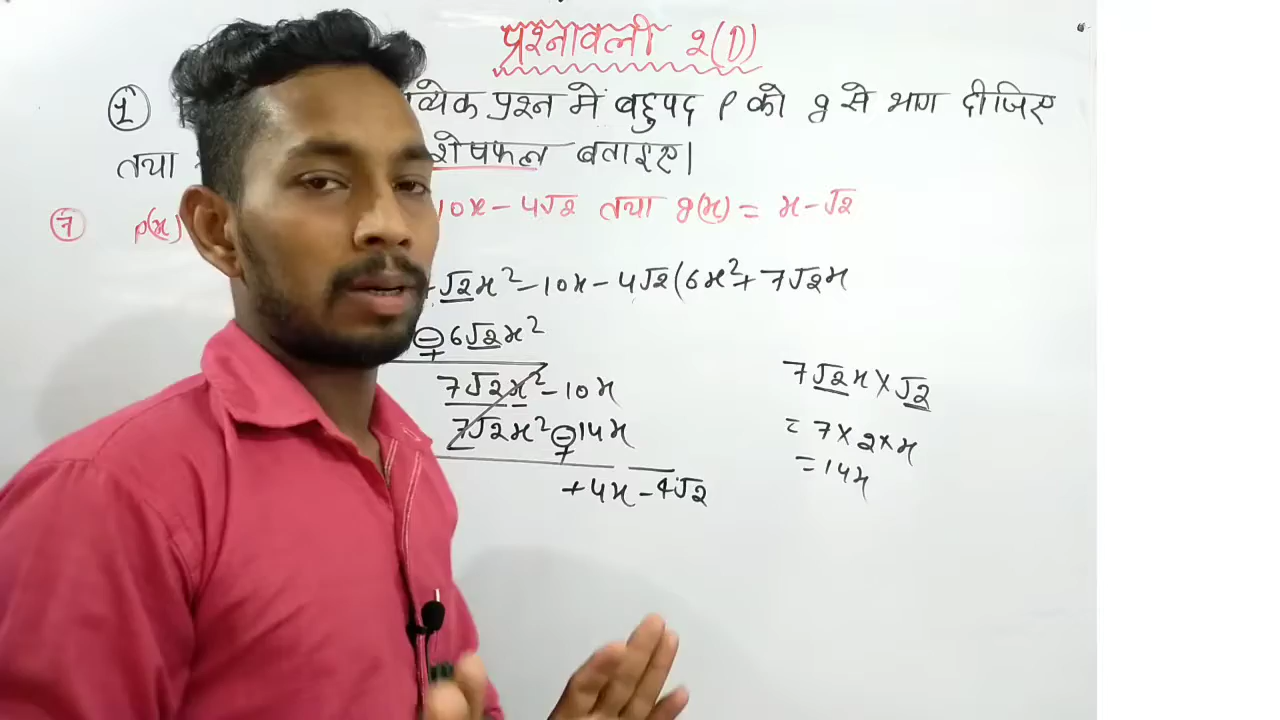 प्रश्नावली 2(D)
① प्रश्न में बहुपद p को g से भाग दीजिए
तथा शेषफल बताइए।
⑦ p(x) 10x - 4√2 तथा g(x) = x - √2
√2x² - 10x - 4√2 (6x² + 7√2x
6√2x²
7√2x² - 10x
7√2x² - 14x
+
+4x - 4√2
7√2x × √2
= 7 × 2 × x
= 14x